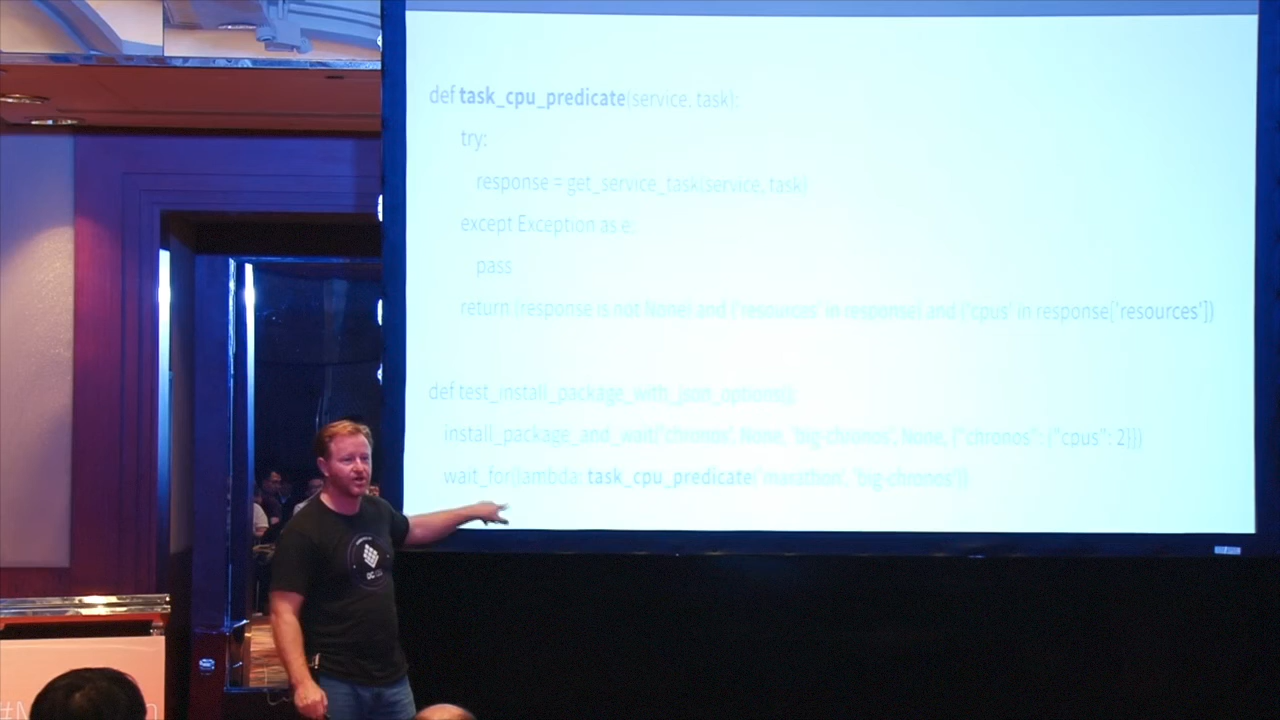 def task_cpu_predicate(service, task):
try:
response = get_service_task(service, task)
except Exception as e:
pass
return (response is not None) and ('resources' in response) and ('cpus' in response['resources'])
def test_install_package_with_json_options():
install_package_and_wait('chronos', None, 'big-chronos', None, {"chronos": {"cpus": 2}})
wait_for(lambda: task_cpu_predicate('marathon', 'big-chronos'))